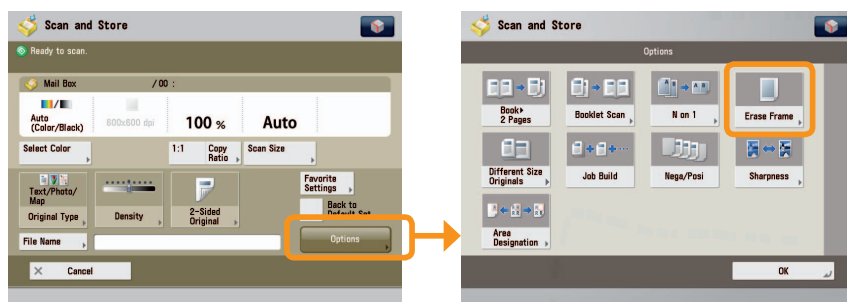 Scan and Store
Ready to scan.
Mail Box / 00 :
Auto
(Color/Black)
600x600 dpi
100 %
Auto
Select Color
1:1
Copy
Ratio
Scan Size
Text/Photo/
Map
Original Type
Density
2-Sided
Original
Favorite
Settings
Back to
Default Set.
File Name
Options
× Cancel
Scan and Store
Options
Book▸
2 Pages
Booklet Scan
N on 1
Erase Frame
Different Size
Originals
Job Build
Nega/Posi
Sharpness
Area
Designation
OK